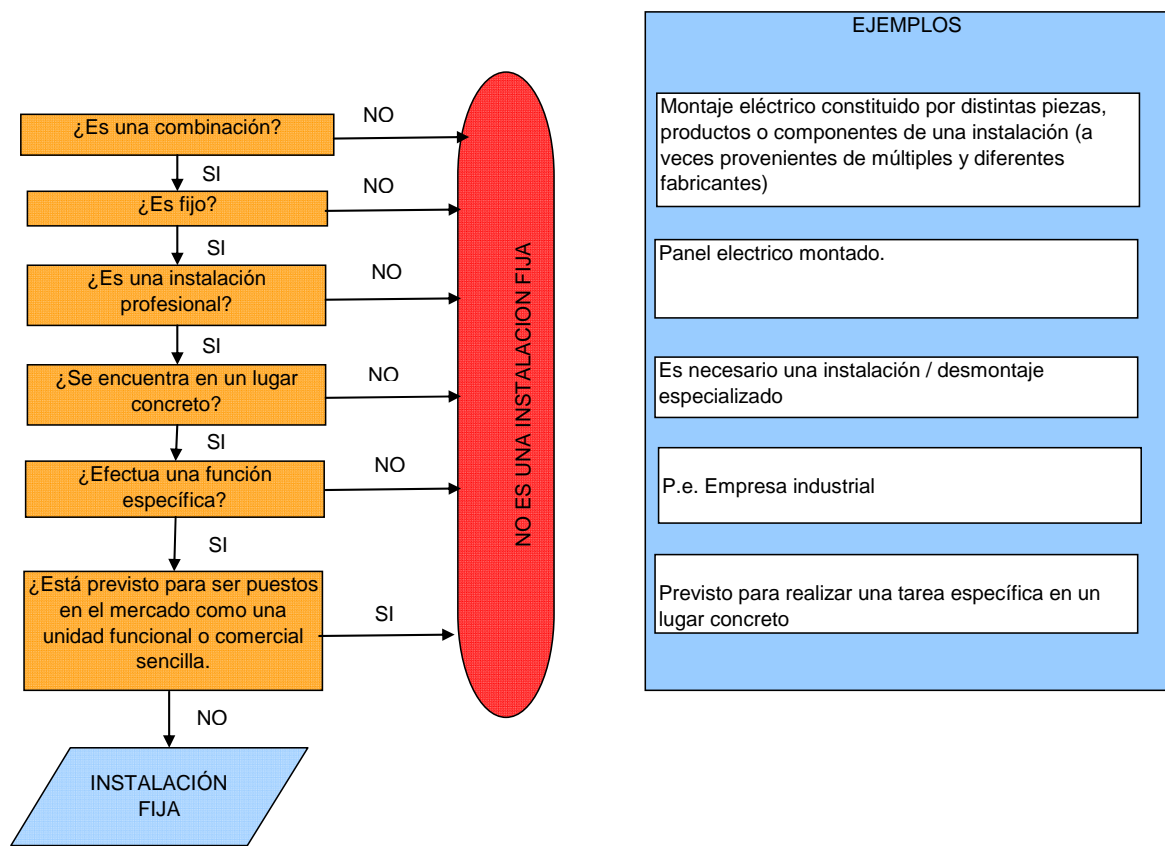 ¿Es una combinación?
NO
SI
¿Es fijo?
NO
SI
¿Es una instalación
profesional?
NO
SI
¿Se encuentra en un lugar
concreto?
NO
SI
¿Efectua una función
específica?
NO
SI
¿Está previsto para ser puestos
en el mercado como una
unidad funcional o comercial
sencilla.
SI
NO
INSTALACIÓN
FIJA
NO ES UNA INSTALACION FIJA
EJEMPLOS
Montaje eléctrico constituido por distintas piezas,
productos o componentes de una instalación (a
veces provenientes de múltiples y diferentes
fabricantes)
Panel electrico montado.
Es necesario una instalación / desmontaje
especializado
P.e. Empresa industrial
Previsto para realizar una tarea específica en un
lugar concreto